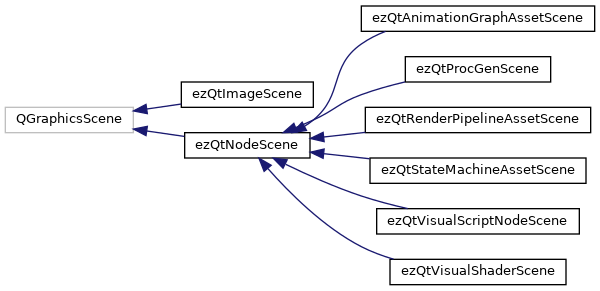 ezQtAnimationGraphAssetScene
ezQtProcGenScene
ezQtImageScene
QGraphicsScene
ezQtRenderPipelineAssetScene
ezQtNodeScene
ezQtStateMachineAssetScene
ezQtVisualScriptNodeScene
ezQtVisualShaderScene